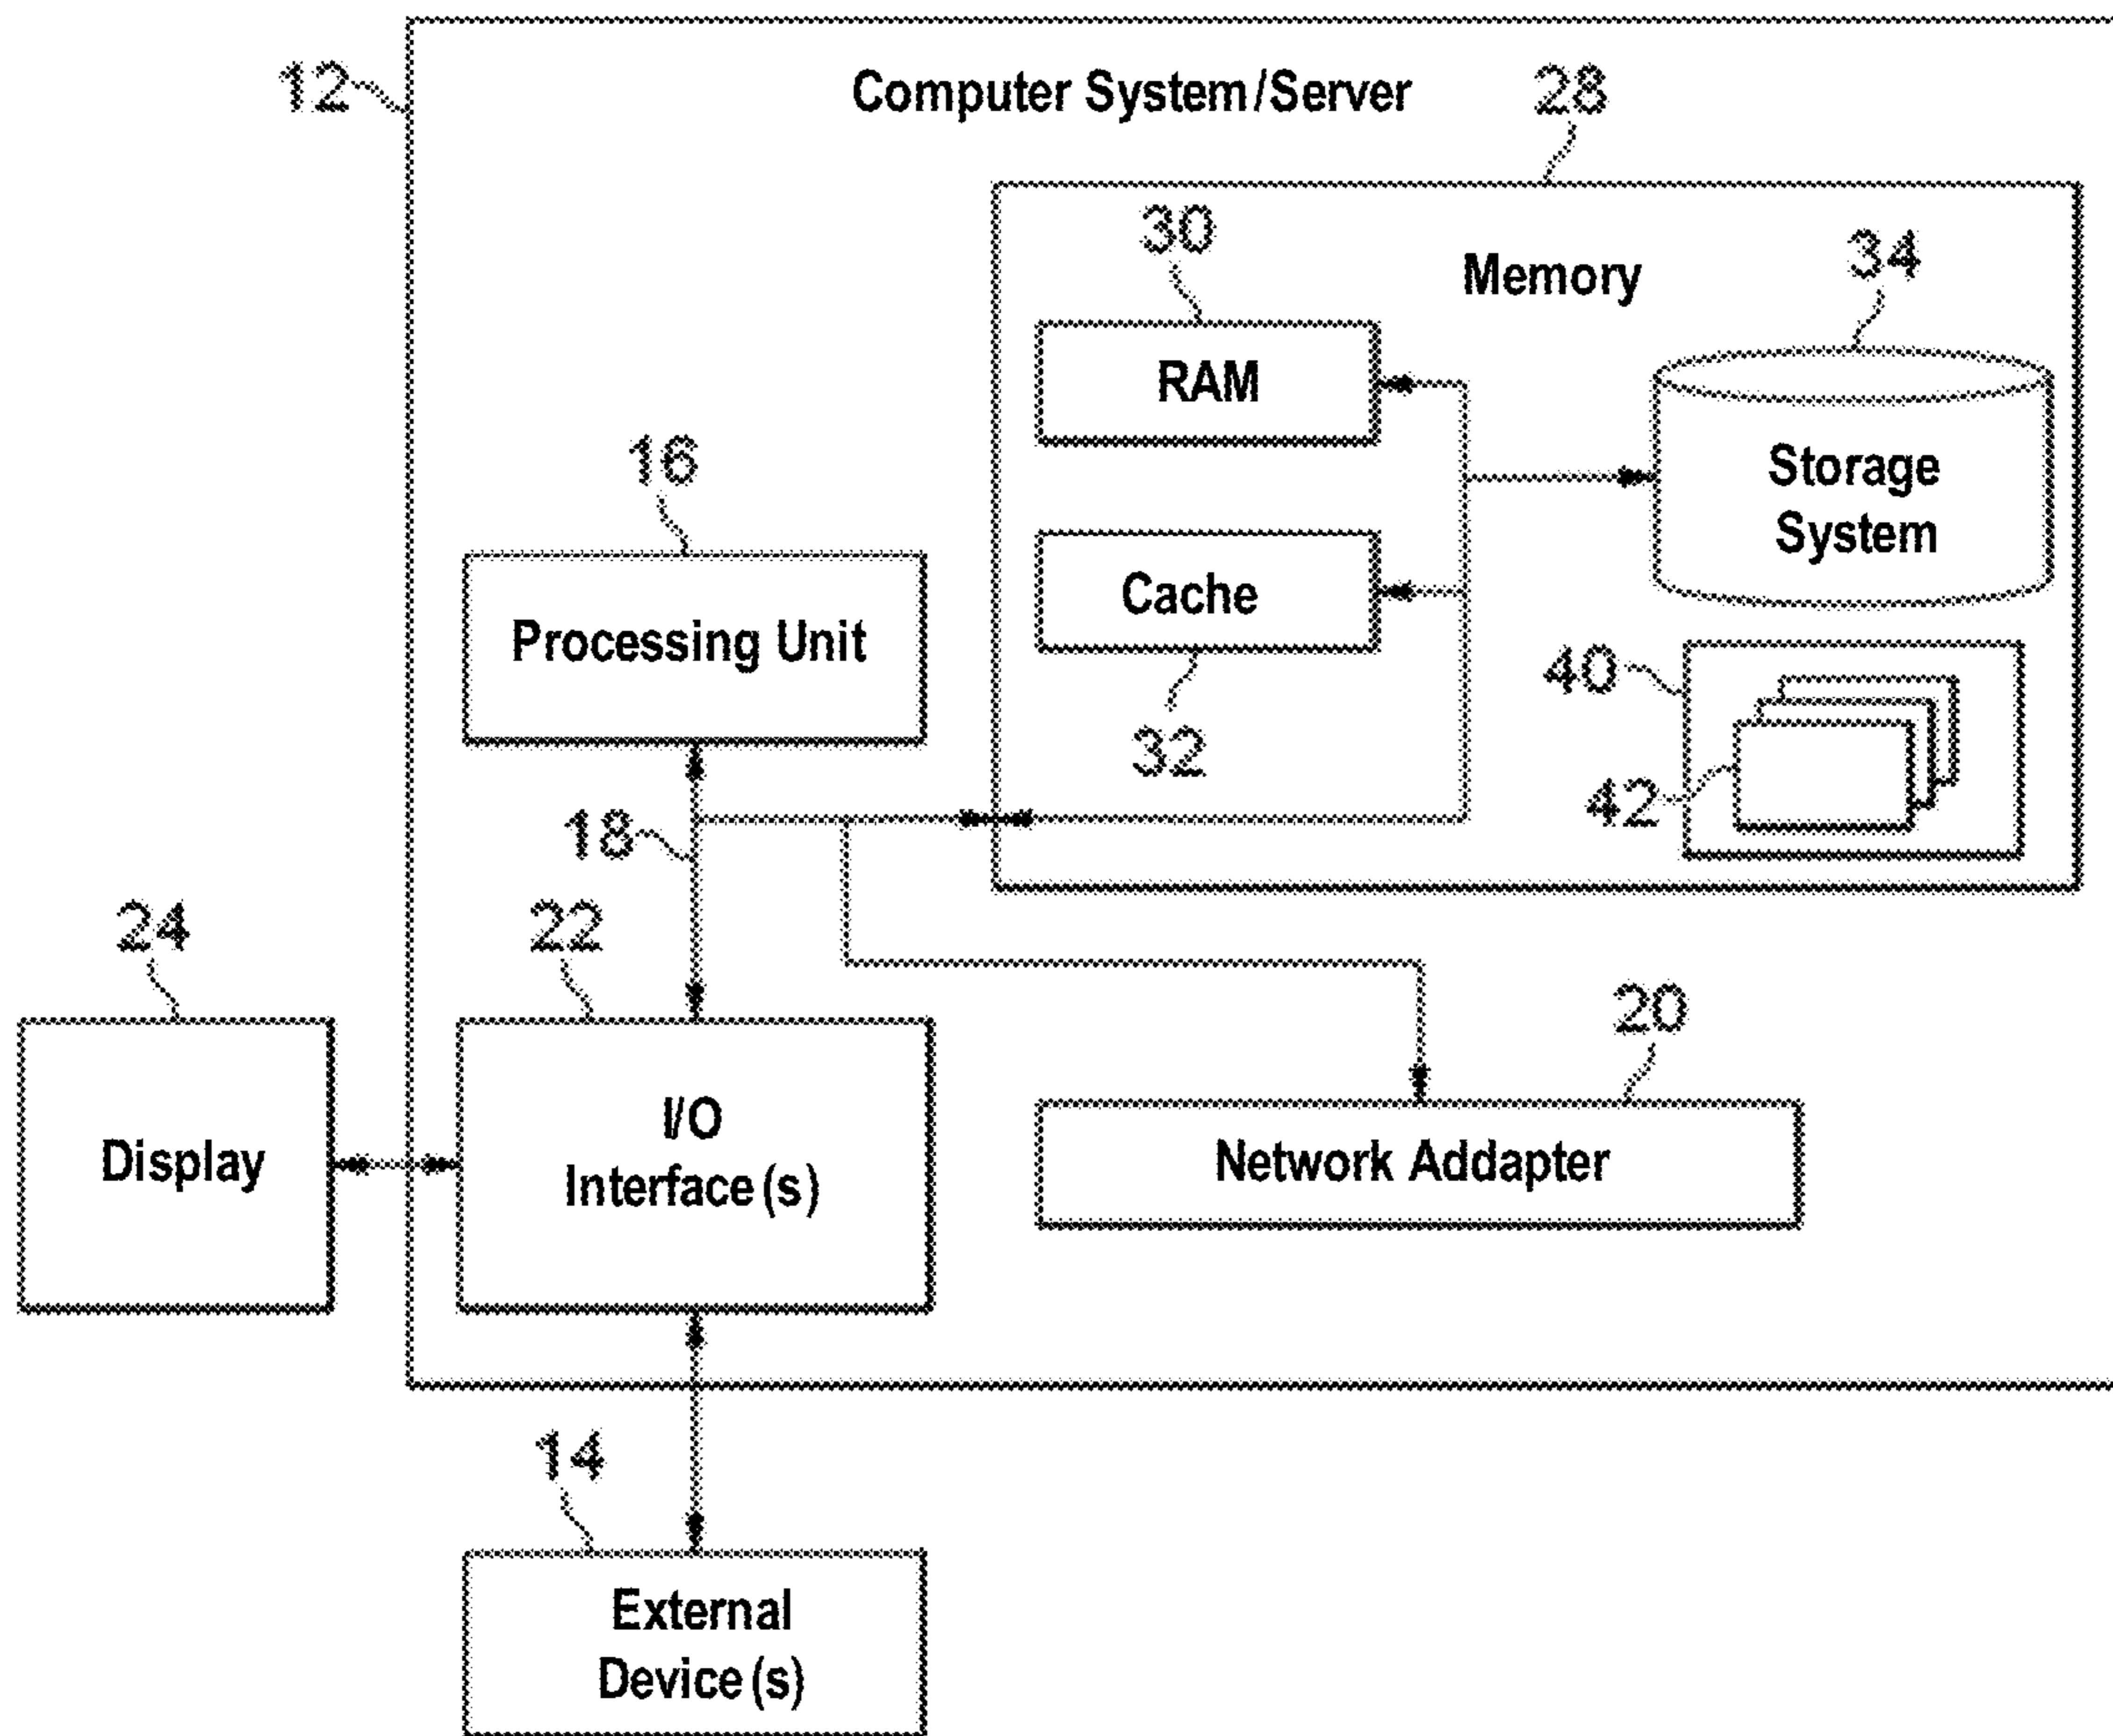 12
Computer System/Server
28
30
Memory
34
RAM
16
Storage
System
Cache
Processing Unit
40
32
42
18
24
22
20
I/O
Interface(s)
Display
Network Addapter
14
External
Device(s)